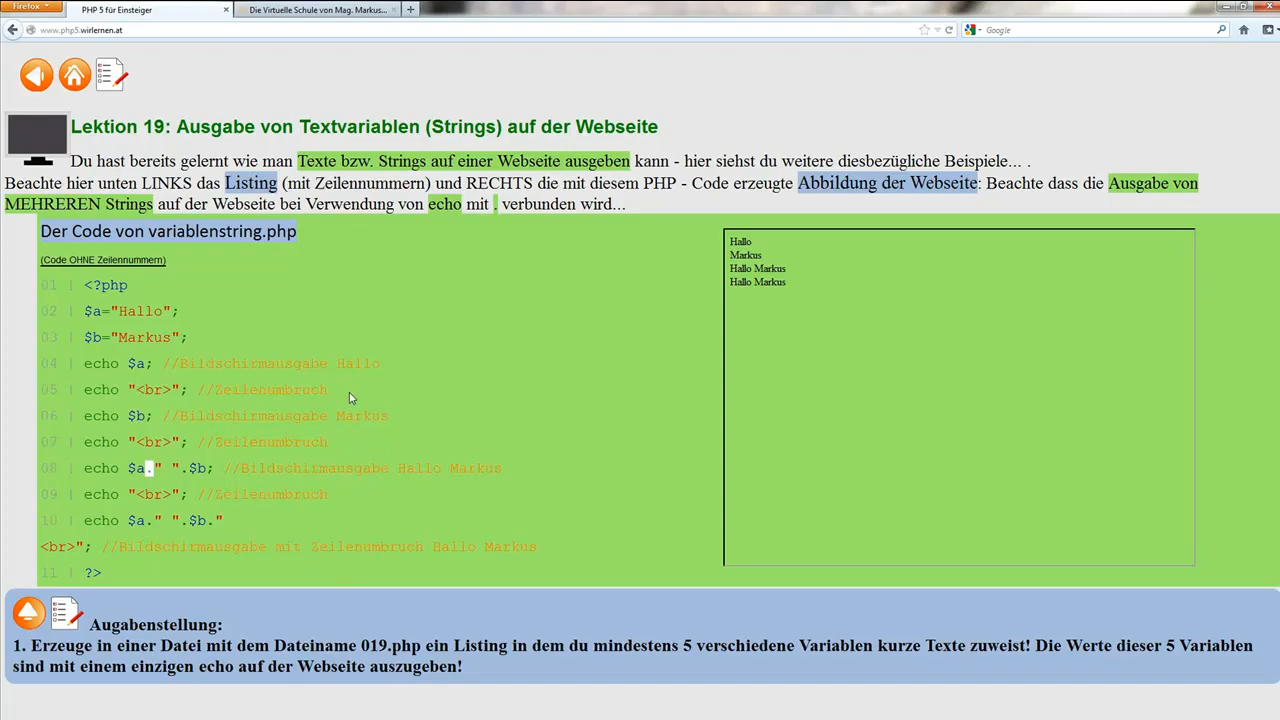 Firefox
PHP 5 für Einsteiger
Die Virtuelle Schule von Mag. Markus...
www.php5.wirlernen.at
Google
Lektion 19: Ausgabe von Textvariablen (Strings) auf der Webseite
Du hast bereits gelernt wie man Texte bzw. Strings auf einer Webseite ausgeben kann - hier siehst du weitere diesbezügliche Beispiele... .
Beachte hier unten LINKS das Listing (mit Zeilennummern) und RECHTS die mit diesem PHP - Code erzeugte Abbildung der Webseite: Beachte dass die Ausgabe von
MEHREREN Strings auf der Webseite bei Verwendung von echo mit . verbunden wird...
Der Code von variablenstring.php
(Code OHNE Zeilennummern)
01 | <?php
02 | $a="Hallo";
03 | $b="Markus";
04 | echo $a; //Bildschirmausgabe Hallo
05 | echo "<br>"; //Zeilenumbruch
06 | echo $b; //Bildschirmausgabe Markus
07 | echo "<br>"; //Zeilenumbruch
08 | echo $a." ".$b; //Bildschirmausgabe Hallo Markus
09 | echo "<br>"; //Zeilenumbruch
10 | echo $a." ".$b."
<br>"; //Bildschirmausgabe mit Zeilenumbruch Hallo Markus
11 | ?>
Hallo
Markus
Hallo Markus
Hallo Markus
Augabenstellung:
1. Erzeuge in einer Datei mit dem Dateiname 019.php ein Listing in dem du mindestens 5 verschiedene Variablen kurze Texte zuweist! Die Werte dieser 5 Variablen
sind mit einem einzigen echo auf der Webseite auszugeben!